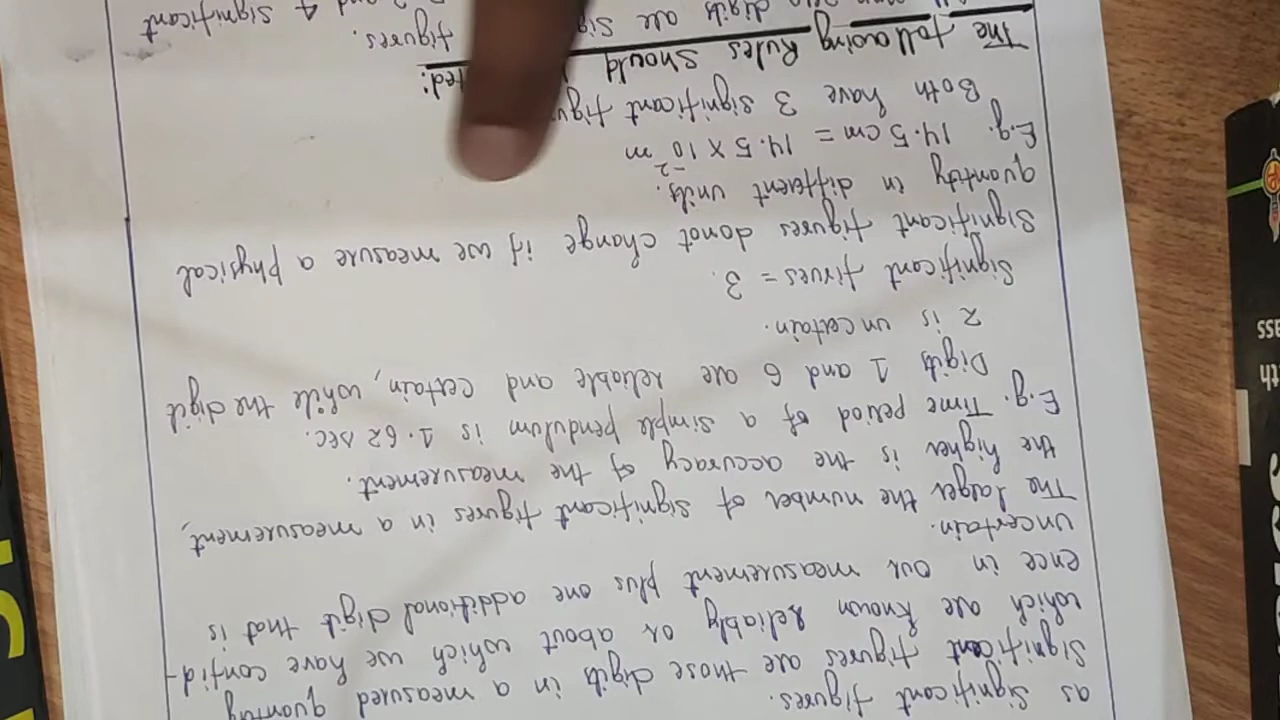 as significant figures.
Significant figures are those digits in a measured quantity
which are known reliably or about which we have confid-
ence in our measurement plus one additional digit that is
uncertain.
The larger the number of significant figures in a measurement,
the higher is the accuracy of the measurement.
E.g. Time period of a simple pendulum is 1.62 sec.
Digits 1 and 6 are reliable and certain, while the digit
2 is uncertain.
Significant firues = 3.
Significant figures donot change if we measure a physical
quantity in different units.
E.g. 14.5 cm = 14.5 × 10⁻² m
Both have 3 significant figu
The following Rules should
digits are sig figures.
and 4 significant